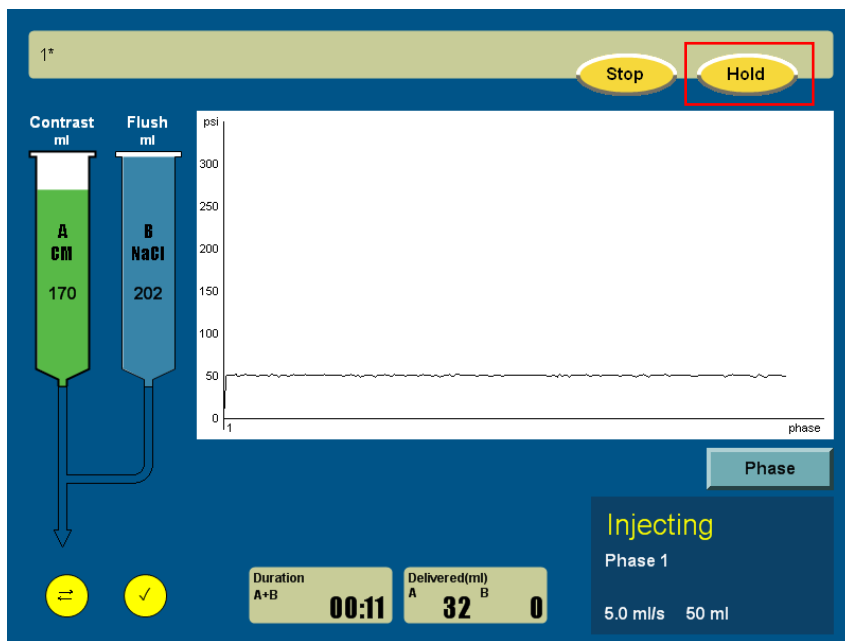 1*
Stop
Hold
Contrast
ml
Flush
ml
A
CM
170
B
NaCl
202
psi
300
250
200
150
100
50
0
1
phase
Phase
Injecting
Phase 1
5.0 ml/s 50 ml
Duration
A+B
00:11
Delivered(ml)
A 32 B 0